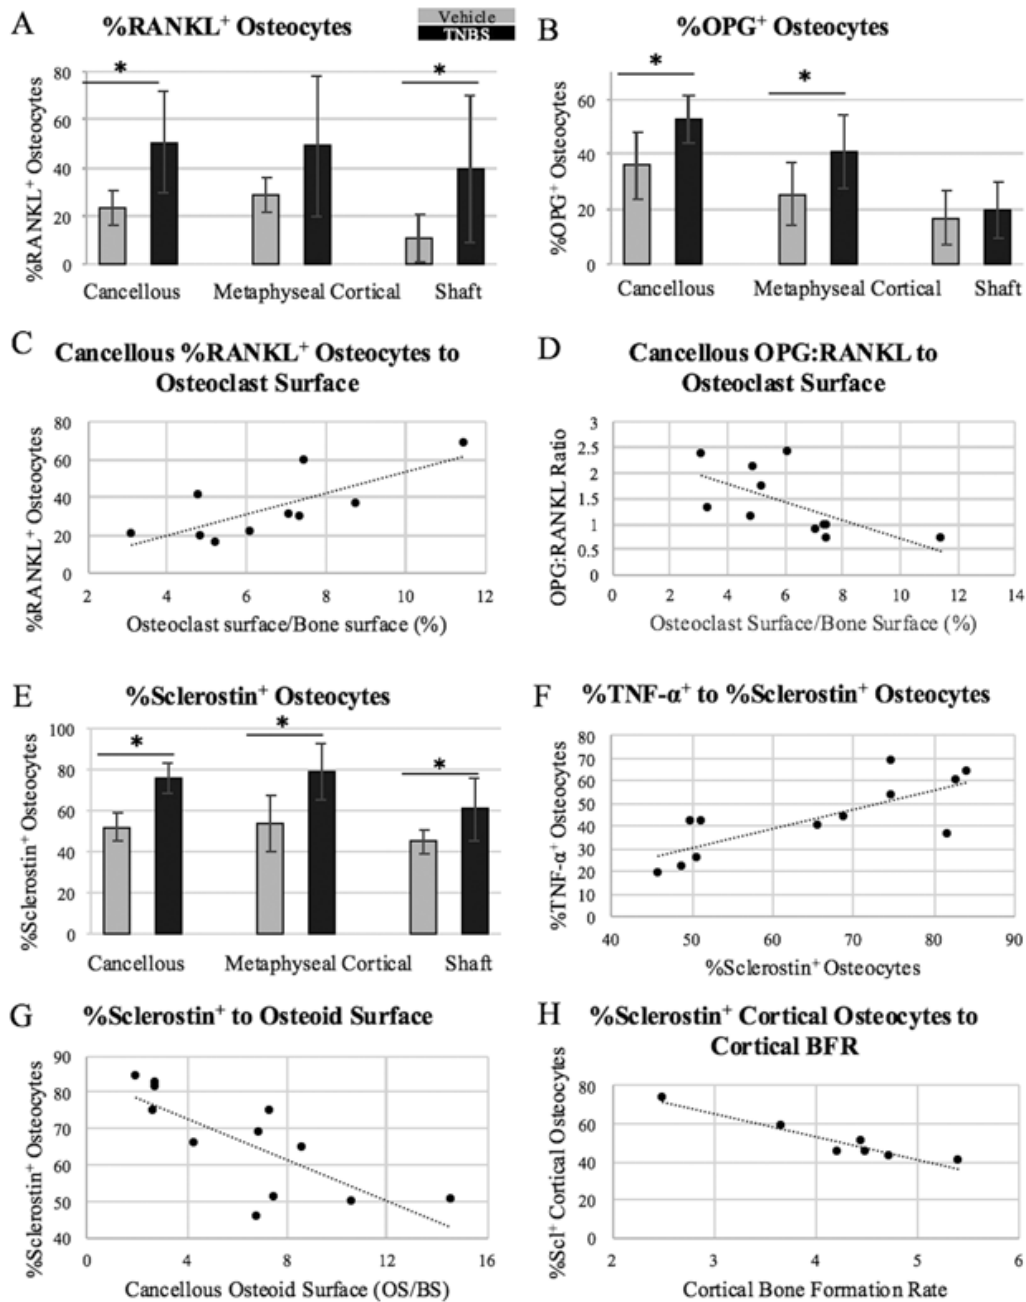 A
%RANKL⁺ Osteocytes
Vehicle
TNBS
%RANKL⁺ Osteocytes
80
60
40
20
0
*
*
Cancellous Metaphyseal Cortical Shaft
B
%OPG⁺ Osteocytes
%OPG⁺ Osteocytes
60
40
20
0
*
*
Cancellous Metaphyseal Cortical Shaft
C
Cancellous %RANKL⁺ Osteocytes to
Osteoclast Surface
%RANKL⁺ Osteocytes
80
60
40
20
0
2 4 6 8 10 12
Osteoclast surface/Bone surface (%)
D
Cancellous OPG:RANKL to
Osteoclast Surface
OPG:RANKL Ratio
3
2.5
2
1.5
1
0.5
0
0 2 4 6 8 10 12 14
Osteoclast Surface/Bone Surface (%)
E
%Sclerostin⁺ Osteocytes
%Sclerostin⁺ Osteocytes
100
80
60
40
20
0
*
*
*
Cancellous Metaphyseal Cortical Shaft
F
%TNF-α⁺ to %Sclerostin⁺ Osteocytes
%TNF-α⁺ Osteocytes
80
70
60
50
40
30
20
10
0
40 50 60 70 80 90
%Sclerostin⁺ Osteocytes
G
%Sclerostin⁺ to Osteoid Surface
%Sclerostin⁺ Osteocytes
90
80
70
60
50
40
0 4 8 12 16
Cancellous Osteoid Surface (OS/BS)
H
%Sclerostin⁺ Cortical Osteocytes to
Cortical BFR
%Scl⁺ Cortical Osteocytes
80
60
40
20
0
2 3 4 5 6
Cortical Bone Formation Rate